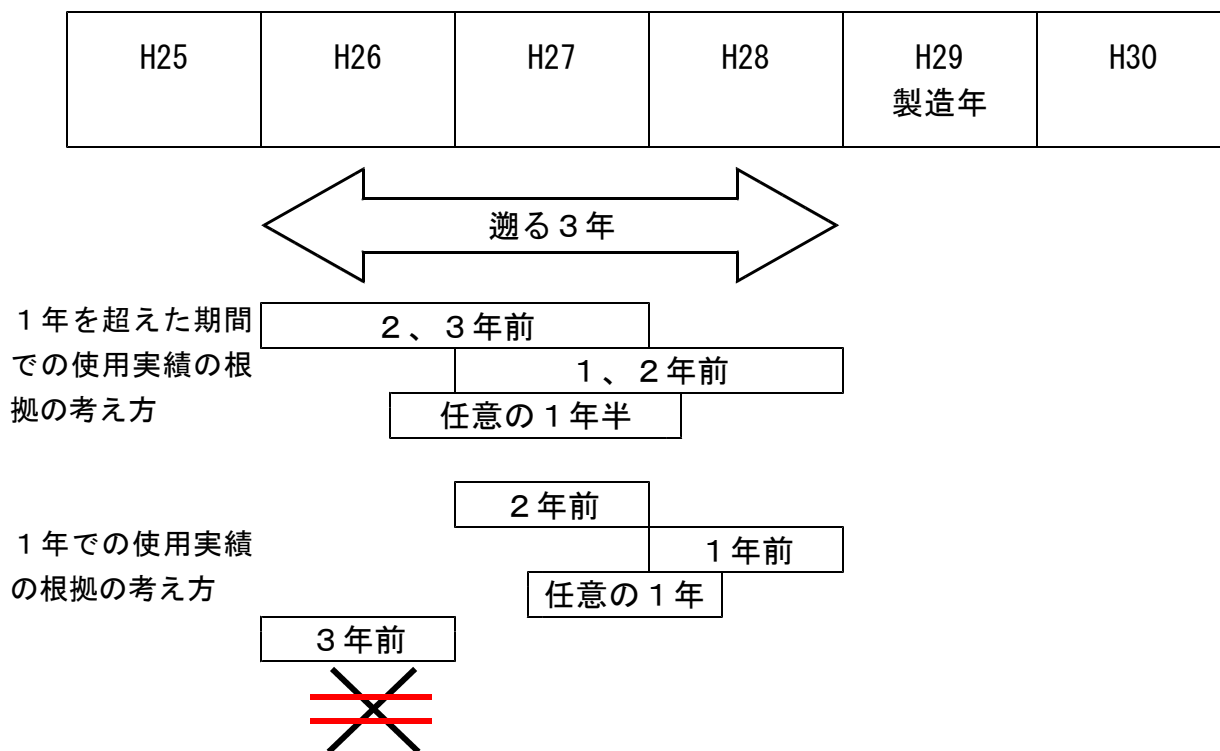 H25 H26 H27 H28 H29 H30
製造年
遡る３年
１年を超えた期間
での使用実績の根
拠の考え方
２、３年前
１、２年前
任意の１年半
２年前
１年での使用実績
の根拠の考え方
１年前
任意の１年
３年前